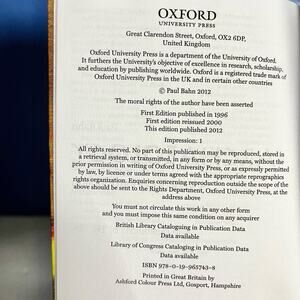 OXFORD
UNIVERSITY PRESS
Great Clarendon Street, Oxford, OX2 6DP,
United Kingdom
Oxford University Press is a department of the University of Oxford.
It furthers the University's objective of excellence in research, scholarship,
and education by publishing worldwide. Oxford is a registered trade mark of
Oxford University Press in the UK and in certain other countries
© Paul Bahn 2012
The moral rights of the author have been asserted
First Edition published in 1996
First edition reissued 2000
This edition published 2012
Impression: 1
All rights reserved. No part of this publication may be reproduced, stored in
a retrieval system, or transmitted, in any form or by any means, without the
prior permission in writing of Oxford University Press, or as expressly permitted
by law, by licence or under terms agreed with the appropriate reprographics
rights organization. Enquiries concerning reproduction outside the scope of the
above should be sent to the Rights Department, Oxford University Press, at the
address above
You must not circulate this work in any other form
and you must impose this same condition on any acquirer
British Library Cataloguing in Publication Data
Data available
Library of Congress Cataloging in Publication Data
Data available
ISBN 978-0-19-965743-8
Printed in Great Britain by
Ashford Colour Press Ltd, Gosport, Hampshire